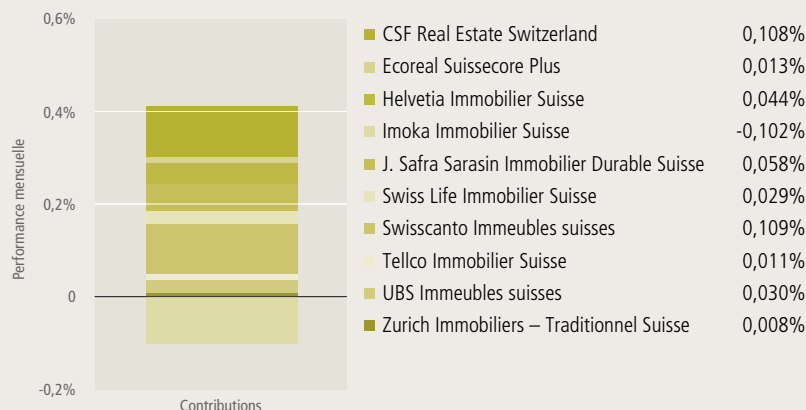 Performance mensuelle
0,6%
0,4%
0,2%
0
-0,2%
Contributions
CSF Real Estate Switzerland 0,108%
Ecoreal Suissecore Plus 0,013%
Helvetia Immobilier Suisse 0,044%
Imoka Immobilier Suisse -0,102%
J. Safra Sarasin Immobilier Durable Suisse 0,058%
Swiss Life Immobilier Suisse 0,029%
Swisscanto Immeubles suisses 0,109%
Tellco Immobilier Suisse 0,011%
UBS Immeubles suisses 0,030%
Zurich Immobiliers – Traditionnel Suisse 0,008%